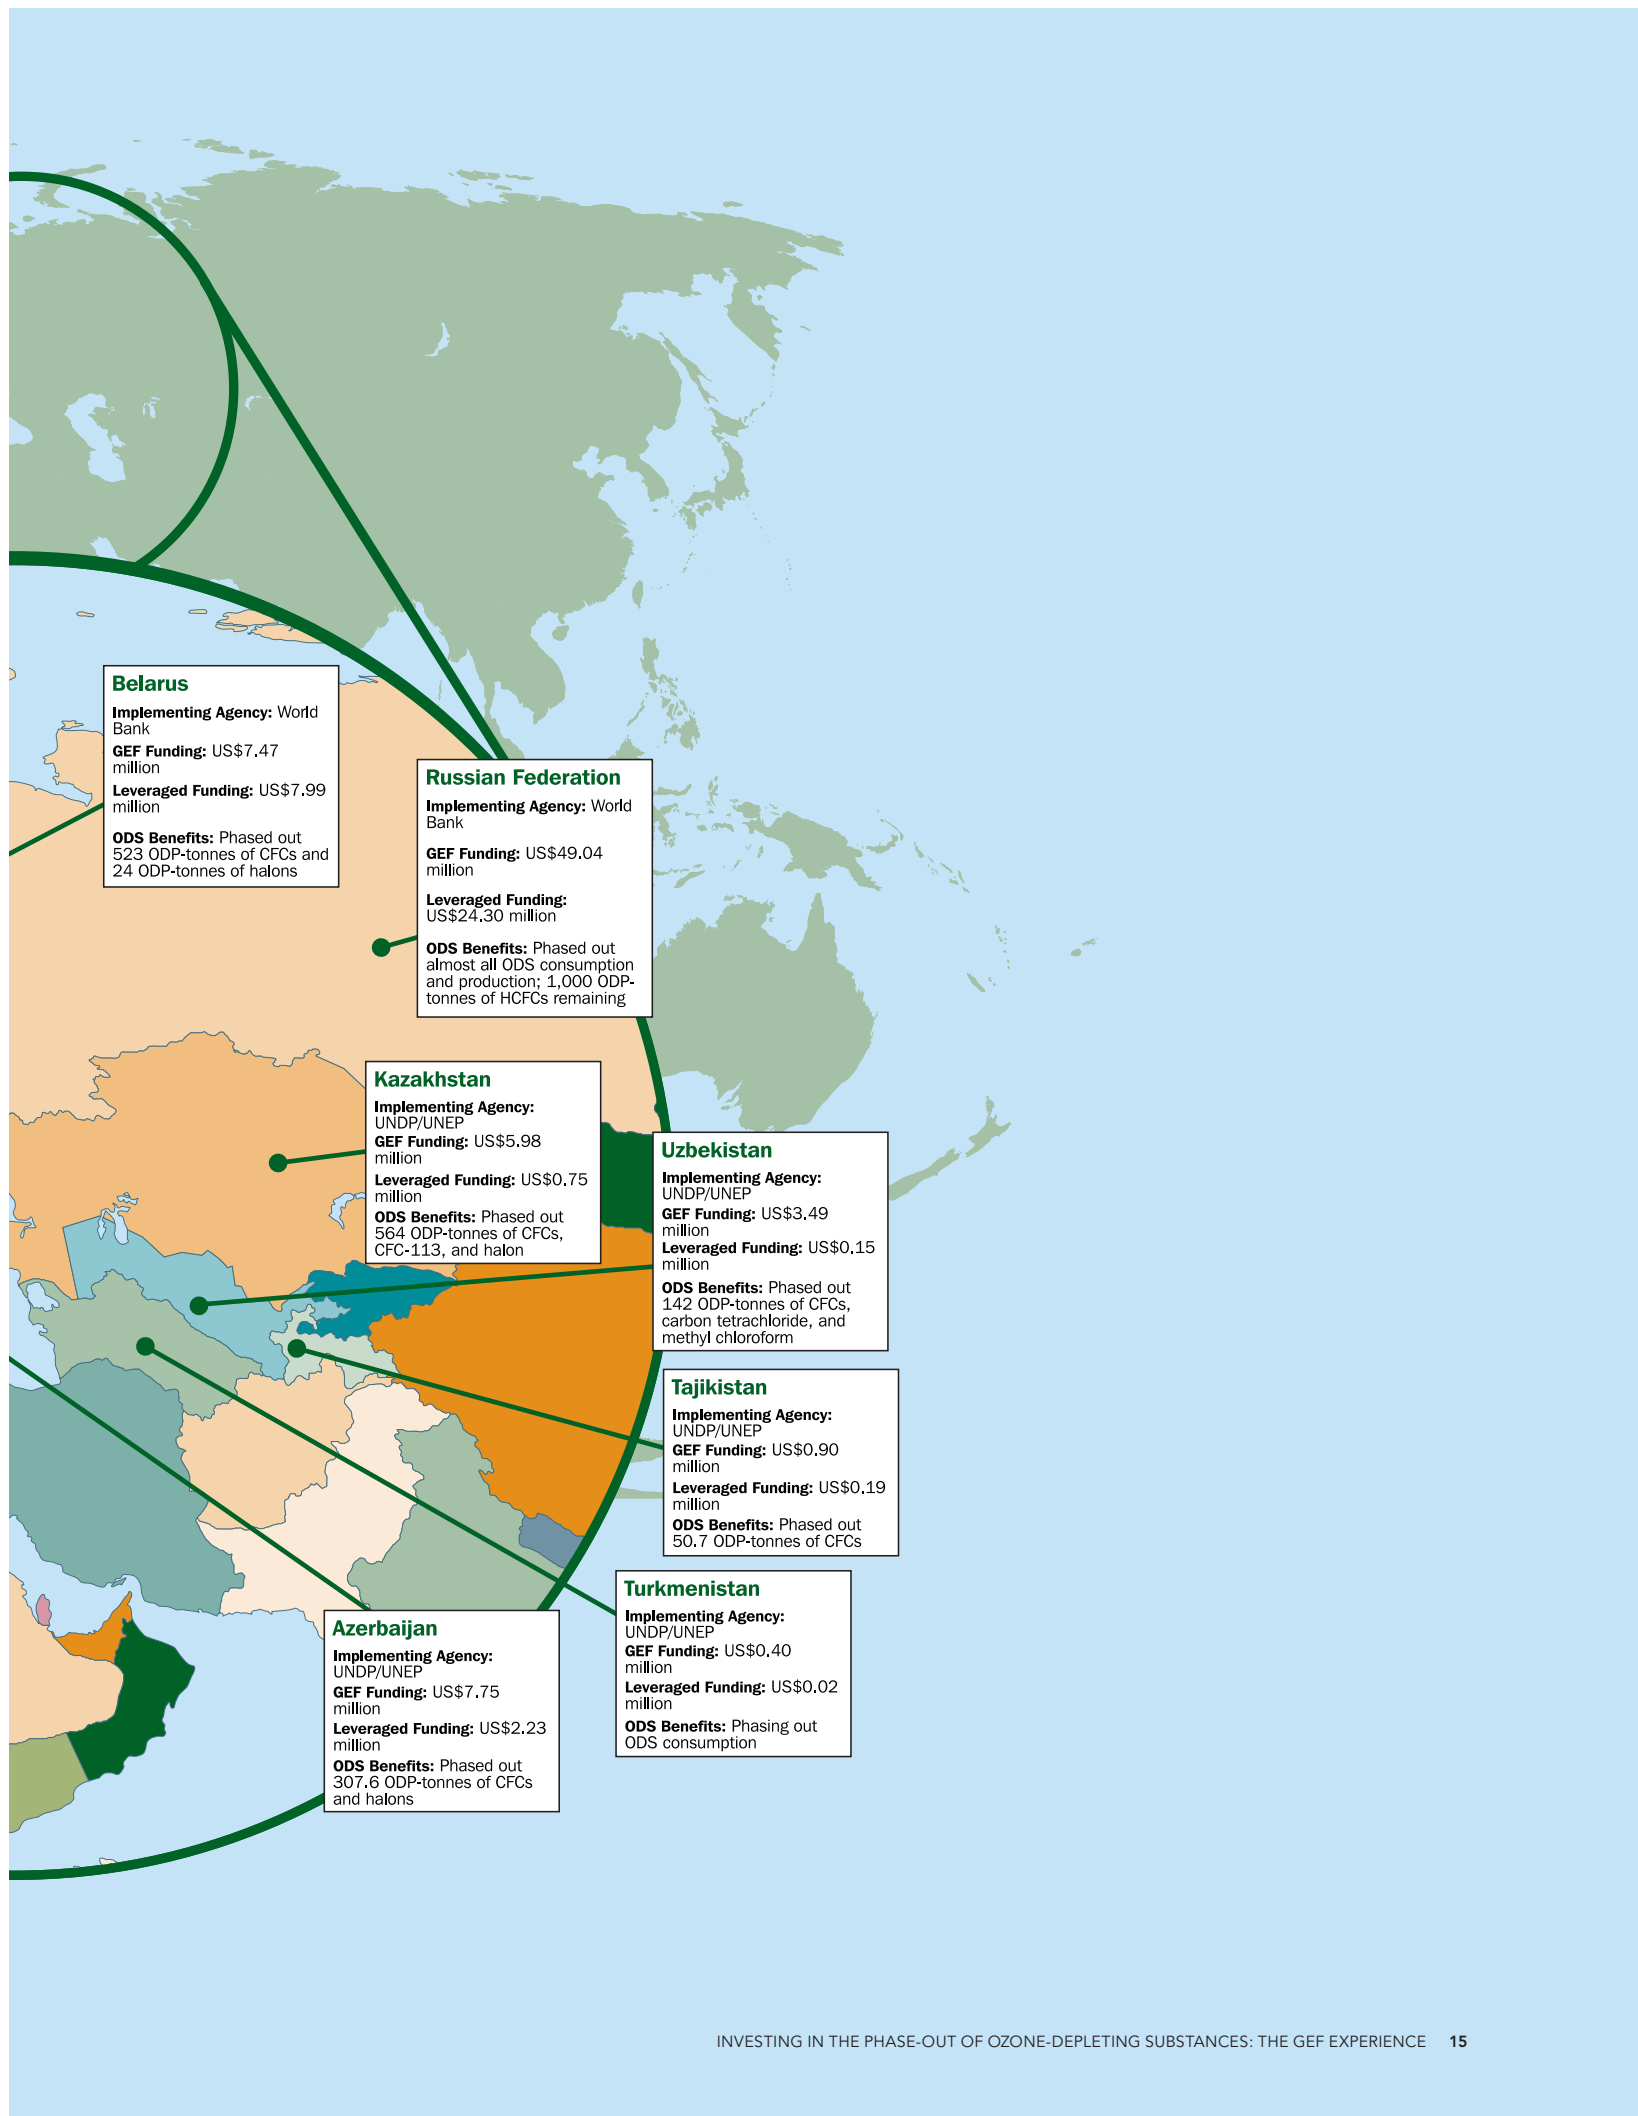 Belarus
Implementing Agency: World
Bank
GEF Funding: US$7.47
million
Leveraged Funding: US$7.99
million
ODS Benefits: Phased out
523 ODP-tonnes of CFCs and
24 ODP-tonnes of halons
Russian Federation
Implementing Agency: World
Bank
GEF Funding: US$49.04
million
Leveraged Funding:
US$24.30 million
ODS Benefits: Phased out
almost all ODS consumption
and production; 1,000 ODP-
tonnes of HCFCs remaining
Kazakhstan
Implementing Agency:
UNDP/UNEP
GEF Funding: US$5.98
million
Leveraged Funding: US$0.75
million
ODS Benefits: Phased out
564 ODP-tonnes of CFCs,
CFC-113, and halon
Uzbekistan
Implementing Agency:
UNDP/UNEP
GEF Funding: US$3.49
million
Leveraged Funding: US$0.15
million
ODS Benefits: Phased out
142 ODP-tonnes of CFCs,
carbon tetrachloride, and
methyl chloroform
Tajikistan
Implementing Agency:
UNDP/UNEP
GEF Funding: US$0.90
million
Leveraged Funding: US$0.19
million
ODS Benefits: Phased out
50.7 ODP-tonnes of CFCs
Turkmenistan
Implementing Agency:
UNDP/UNEP
GEF Funding: US$0.40
million
Leveraged Funding: US$0.02
million
ODS Benefits: Phasing out
ODS consumption
Azerbaijan
Implementing Agency:
UNDP/UNEP
GEF Funding: US$7.75
million
Leveraged Funding: US$2.23
million
ODS Benefits: Phased out
307.6 ODP-tonnes of CFCs
and halons
INVESTING IN THE PHASE-OUT OF OZONE-DEPLETING SUBSTANCES: THE GEF EXPERIENCE 15